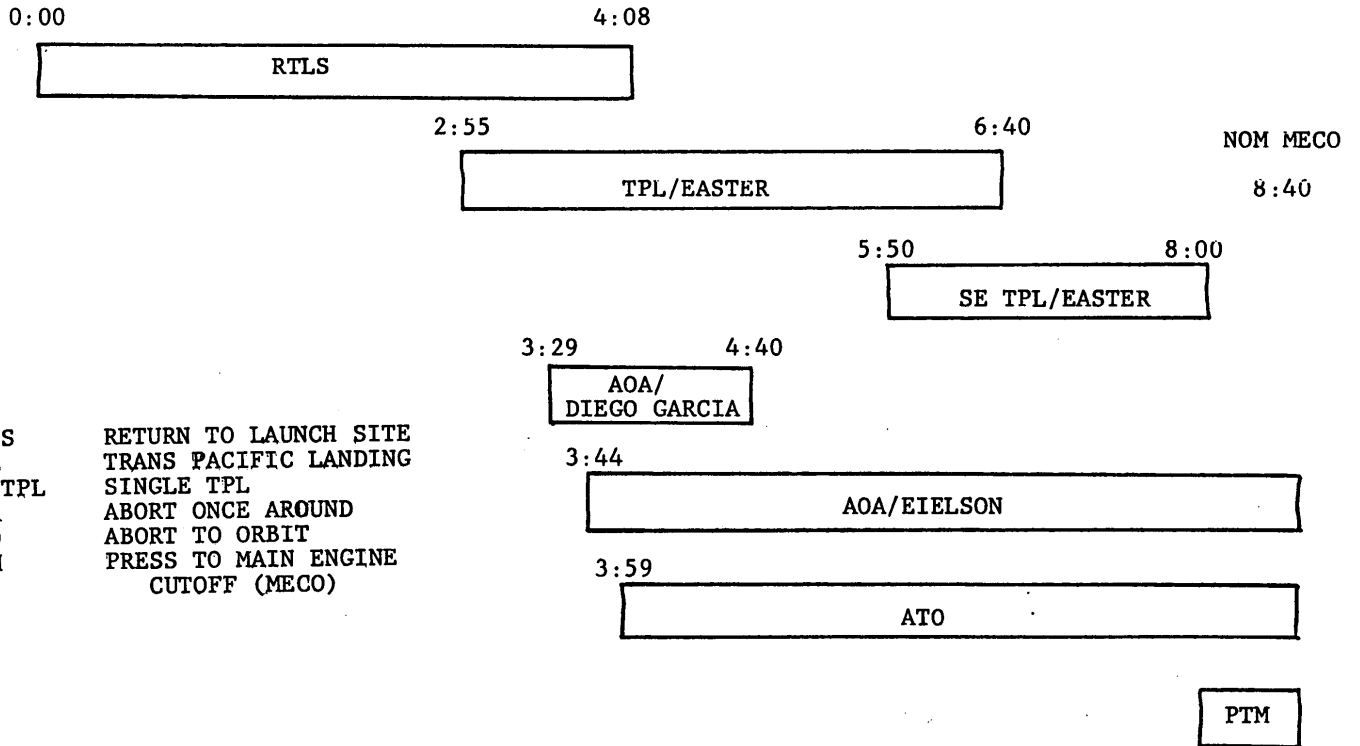 0:00 4:08
RTLS
2:55 6:40
NOM MECO
TPL/EASTER
8:40
5:50 8:00
SE TPL/EASTER
3:29 4:40
AOA/
DIEGO GARCIA
S RETURN TO LAUNCH SITE
TRANS PACIFIC LANDING
TPL SINGLE TPL
ABORT ONCE AROUND
ABORT TO ORBIT
PRESS TO MAIN ENGINE
CUTOFF (MECO)
3:44
AOA/EIELSON
3:59
ATO
PTM